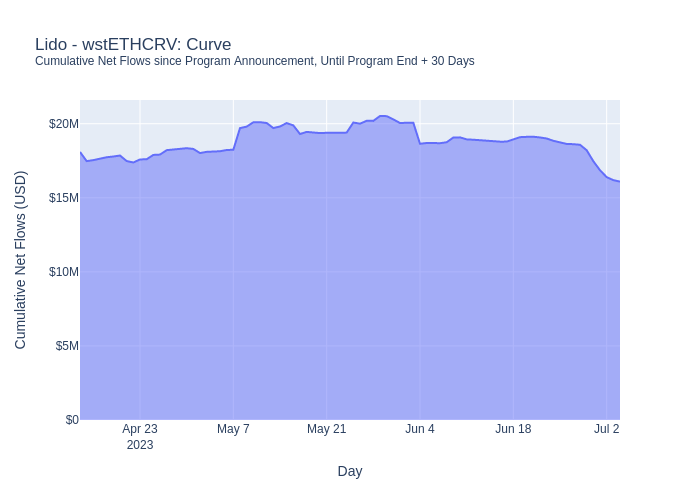 Lido - wstETHCRV: Curve
Cumulative Net Flows since Program Announcement, Until Program End + 30 Days
Cumulative Net Flows (USD)
$20M
$15M
$10M
$5M
$0
Apr 23
2023
May 7
May 21
Jun 4
Jun 18
Jul 2
Day